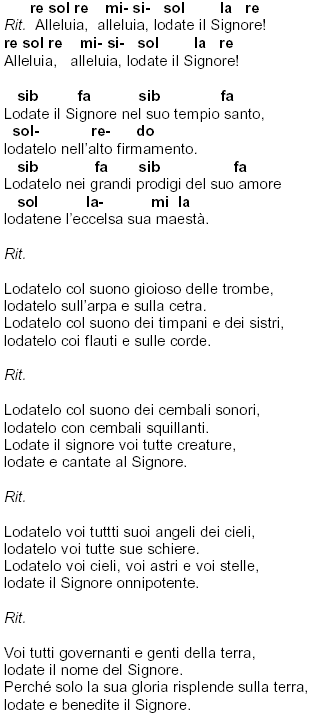 re sol re mi- si- sol la re
Rit. Alleluia, alleluia, lodate il Signore!
re sol re mi- si- sol la re
Alleluia, alleluia, lodate il Signore!
sib fa sib fa
Lodate il Signore nel suo tempio santo,
sol- re- do
lodatelo nell'alto firmamento.
sib fa sib fa
Lodatelo nei grandi prodigi del suo amore
sol la- mi la
lodatene l'eccelsa sua maestà.
Rit.
Lodatelo col suono gioioso delle trombe,
lodatelo sull'arpa e sulla cetra.
Lodatelo col suono dei timpani e dei sistri,
lodatelo coi flauti e sulle corde.
Rit.
Lodatelo col suono dei cembali sonori,
lodatelo con cembali squillanti.
Lodate il signore voi tutte creature,
lodate e cantate al Signore.
Rit.
Lodatelo voi tuttti suoi angeli dei cieli,
lodatelo voi tutte sue schiere.
Lodatelo voi cieli, voi astri e voi stelle,
lodate il Signore onnipotente.
Rit.
Voi tutti governanti e genti della terra,
lodate il nome del Signore.
Perché solo la sua gloria risplende sulla terra,
lodate e benedite il Signore.